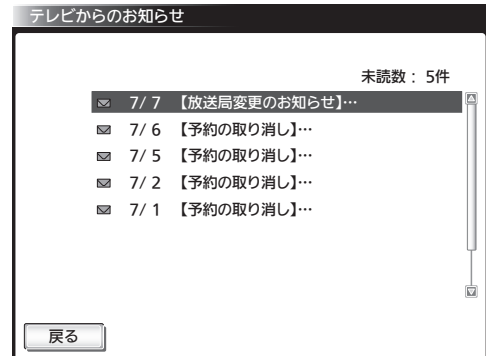 テレビからのお知らせ
未読数： 5件
7/ 7 【放送局変更のお知らせ】…
7/ 6 【予約の取り消し】…
7/ 5 【予約の取り消し】…
7/ 2 【予約の取り消し】…
7/ 1 【予約の取り消し】…
戻る